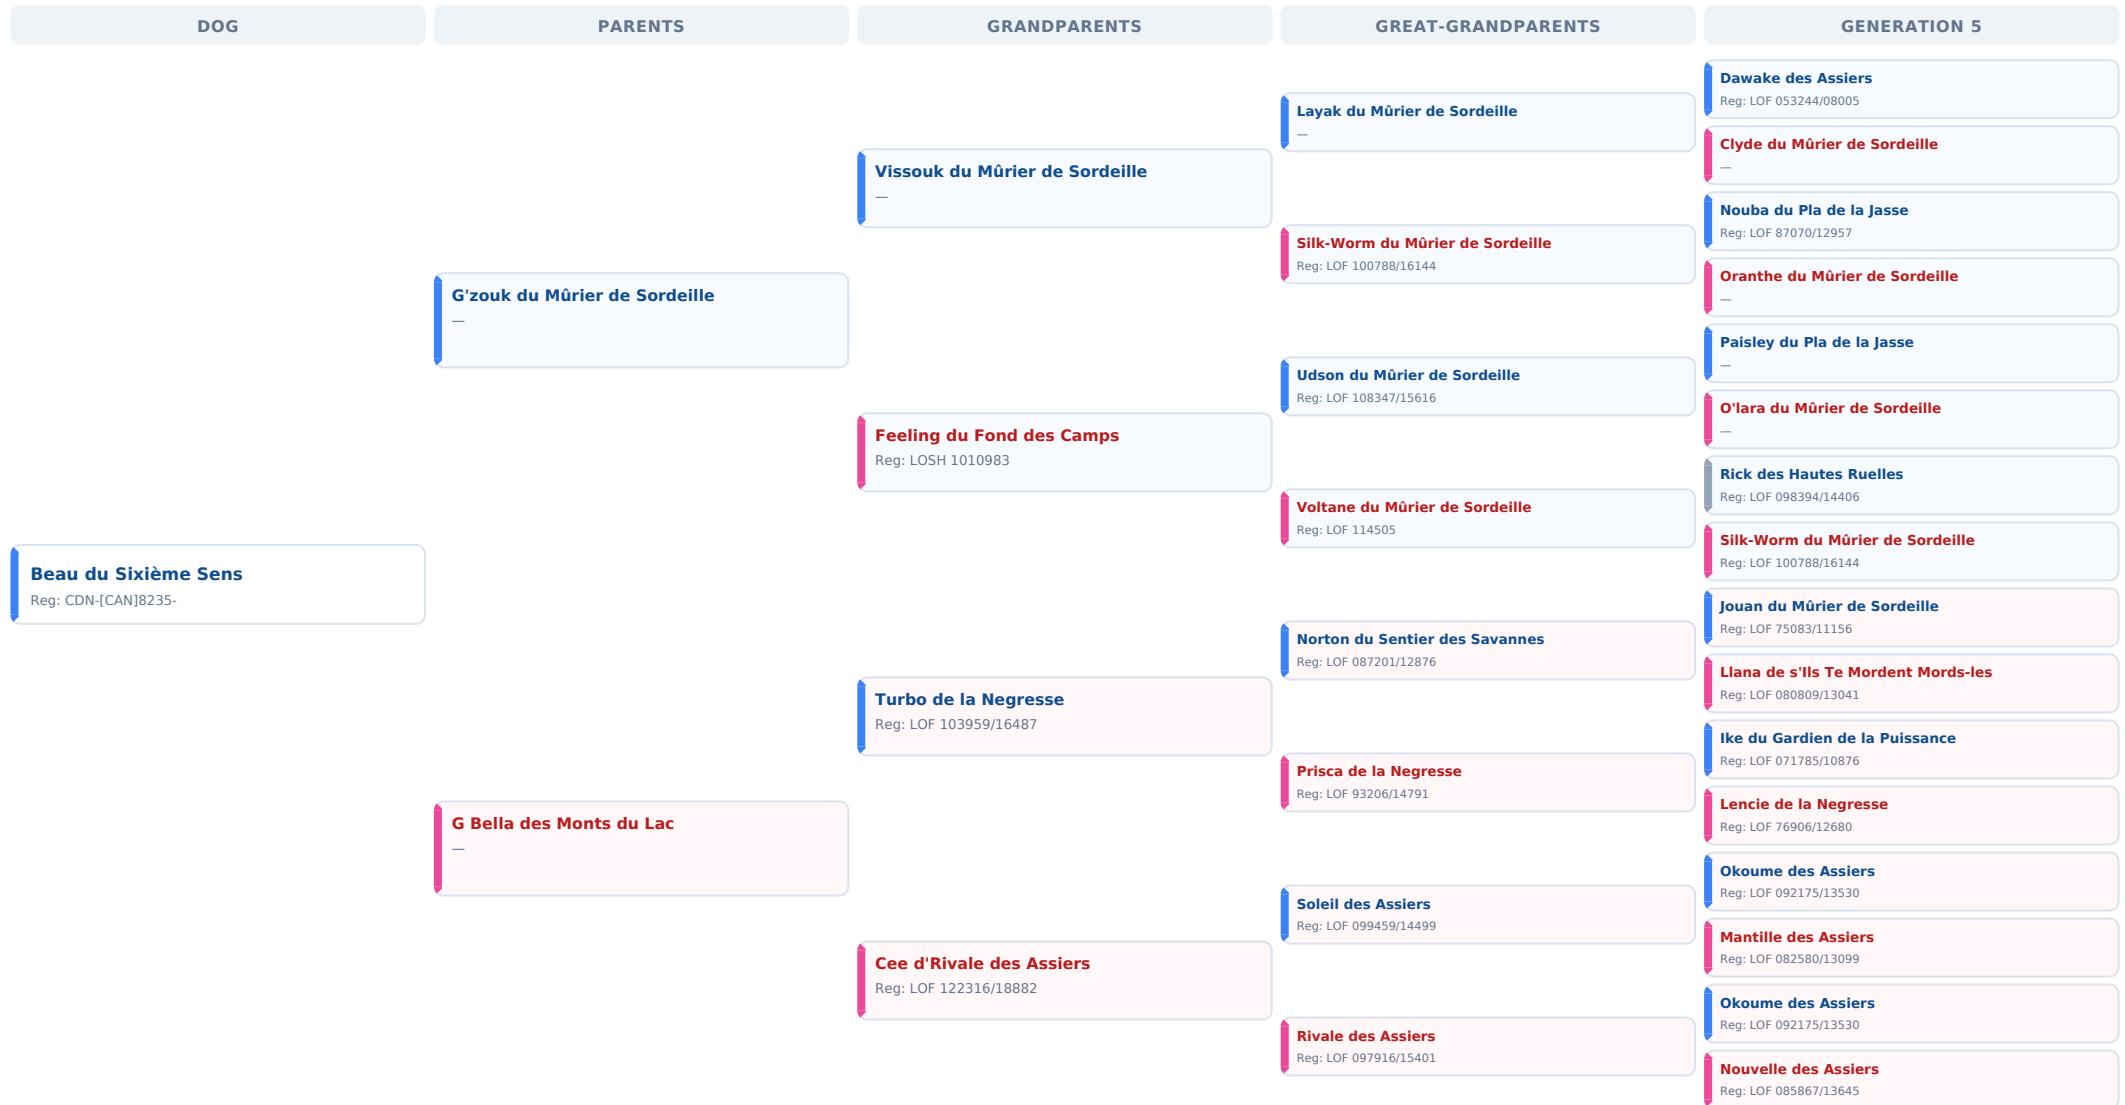 DOG
PARENTS
GRANDPARENTS
GREAT-GRANDPARENTS
GENERATION 5
Beau du Sixième Sens
Reg: CDN-[CAN]8235-
G'zouk du Mûrier de Sordeille
—
G Bella des Monts du Lac
—
Vissouk du Mûrier de Sordeille
—
Feeling du Fond des Camps
Reg: LOSH 1010983
Turbo de la Negresse
Reg: LOF 103959/16487
Cee d'Rivale des Assiers
Reg: LOF 122316/18882
Layak du Mûrier de Sordeille
—
Silk-Worm du Mûrier de Sordeille
Reg: LOF 100788/16144
Udson du Mûrier de Sordeille
Reg: LOF 108347/15616
Voltane du Mûrier de Sordeille
Reg: LOF 114505
Norton du Sentier des Savannes
Reg: LOF 087201/12876
Prisca de la Negresse
Reg: LOF 93206/14791
Soleil des Assiers
Reg: LOF 099459/14499
Rivale des Assiers
Reg: LOF 097916/15401
Dawake des Assiers
Reg: LOF 053244/08005
Clyde du Mûrier de Sordeille
—
Nouba du Pla de la Jasse
Reg: LOF 87070/12957
Oranthe du Mûrier de Sordeille
—
Paisley du Pla de la Jasse
—
O'lara du Mûrier de Sordeille
—
Rick des Hautes Ruelles
Reg: LOF 098394/14406
Silk-Worm du Mûrier de Sordeille
Reg: LOF 100788/16144
Jouan du Mûrier de Sordeille
Reg: LOF 75083/11156
Llana de s'Ils Te Mordent Mords-les
Reg: LOF 080809/13041
Ike du Gardien de la Puissance
Reg: LOF 071785/10876
Lencie de la Negresse
Reg: LOF 76906/12680
Okoume des Assiers
Reg: LOF 092175/13530
Mantille des Assiers
Reg: LOF 082580/13099
Okoume des Assiers
Reg: LOF 092175/13530
Nouvelle des Assiers
Reg: LOF 085867/13645